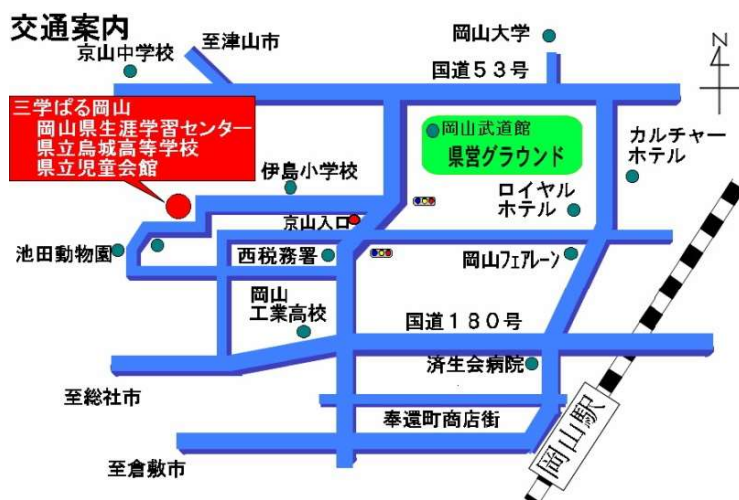 交通案内
京山中学校
至津山市
岡山大学
国道53号
N
三学ぱる岡山
岡山県生涯学習センター
県立烏城高等学校
県立児童会館
岡山武道館
県営グラウンド
カルチャー
ホテル
伊島小学校
ロイヤル
ホテル
京山入口
池田動物園
西税務署
岡山フェアレーン
岡山
工業高校
国道180号
済生会病院
至総社市
奉還町商店街
岡山駅
至倉敷市